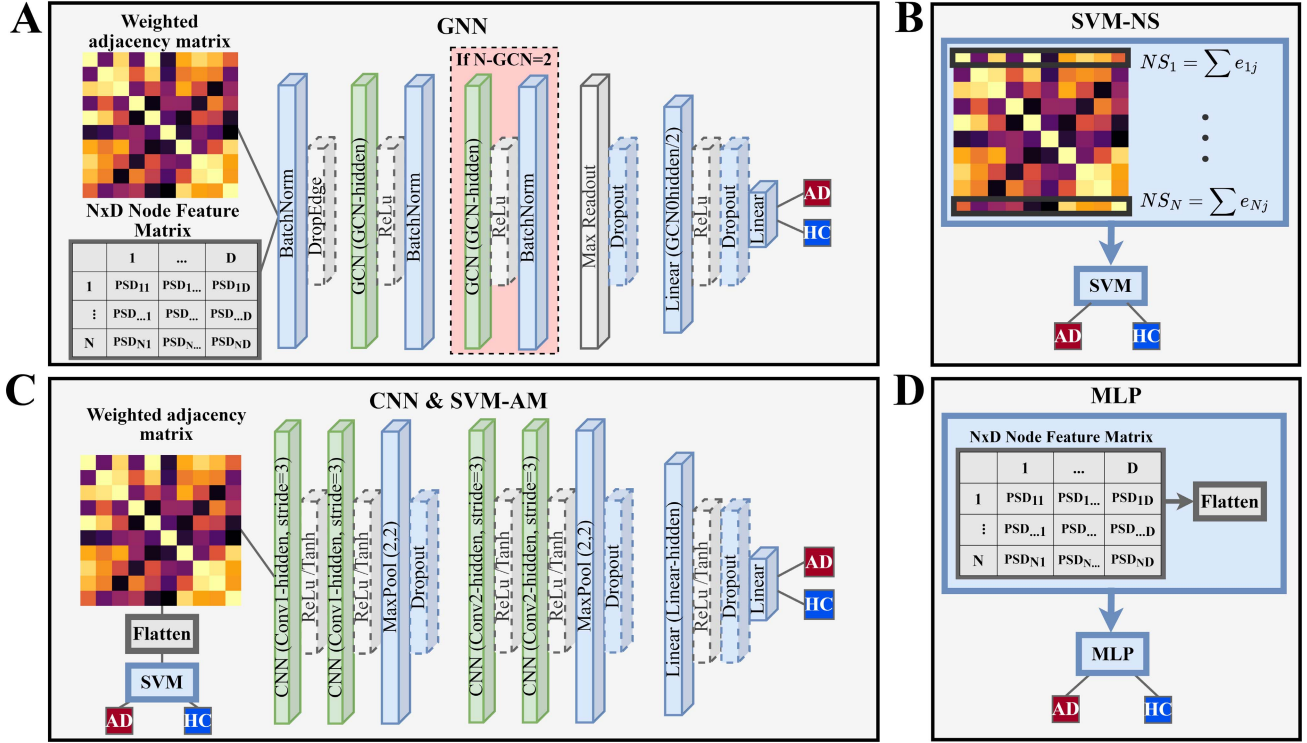 A
GNN
Weighted
adjacency matrix
NxD Node Feature
Matrix
1 ... D
1 PSD11 PSD1... PSD1D
⋮ PSD...1 PSD... PSD...D
N PSDN1 PSDN... PSDND
BatchNorm
DropEdge
GCN (GCN-hidden)
ReLu
BatchNorm
If N-GCN=2
GCN (GCN-hidden)
ReLu
BatchNorm
Max Readout
Dropout
Linear (GCN0hidden/2)
ReLu
Dropout
Linear
AD
HC
B
SVM-NS
NS₁ = ∑ e₁ⱼ
⋮
NS_N = ∑ e_Nj
SVM
AD
HC
C
CNN & SVM-AM
Weighted adjacency
matrix
Flatten
SVM
AD
HC
CNN (Conv1-hidden, stride=3)
ReLu /Tanh
CNN (Conv1-hidden, stride=3)
ReLu /Tanh
MaxPool (2,2)
Dropout
CNN (Conv2-hidden, stride=3)
ReLu /Tanh
CNN (Conv2-hidden, stride=3)
ReLu /Tanh
MaxPool (2,2)
Dropout
Linear (Linear-hidden)
ReLu /Tanh
Dropout
Linear
AD
HC
D
MLP
NxD Node Feature Matrix
1 ... D
1 PSD11 PSD1... PSD1D
⋮ PSD...1 PSD... PSD...D
N PSDN1 PSDN... PSDND
Flatten
MLP
AD
HC